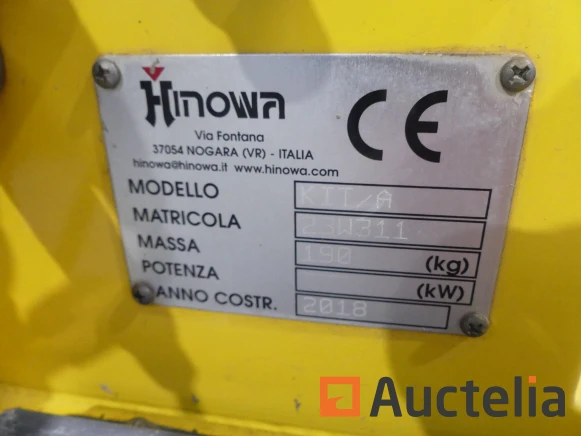 Hinowa
CE
Via Fontana
37054 NOGARA (VR) - ITALIA
hinowa@hinowa.it www.hinowa.com
MODELLO KIT/A
MATRICOLA 23W311
MASSA 190 (kg)
POTENZA (kW)
ANNO COSTR. 2018
Auctelia